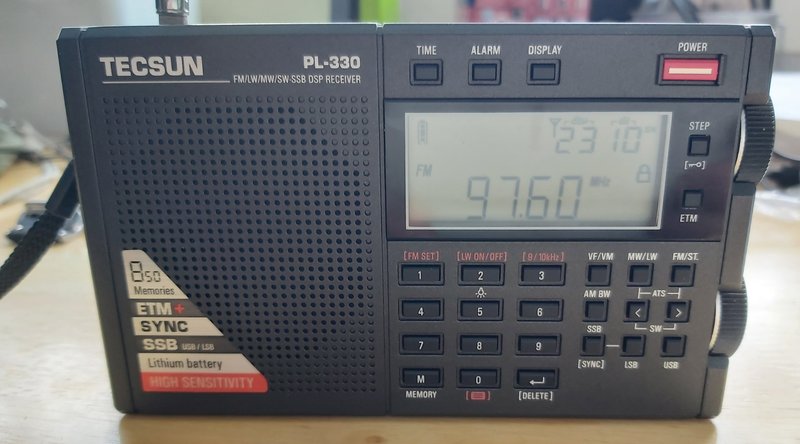 TECSUN
PL-330
FM/LW/MW/SW-SSB DSP RECEIVER
TIME
ALARM
DISPLAY
POWER
2310
FM
97.60 MHz
STEP
ETM
850
Memories
ETM+
SYNC
SSB USB / LSB
Lithium battery
HIGH SENSITIVITY
[FM SET] [LW ON/OFF] [9/10kHz]
VF/VM MW/LW FM/ST.
1 2 3
AM BW ATS
4 5 6
< >
SSB SW
7 8 9
[SYNC] LSB USB
M 0
MEMORY [DELETE]